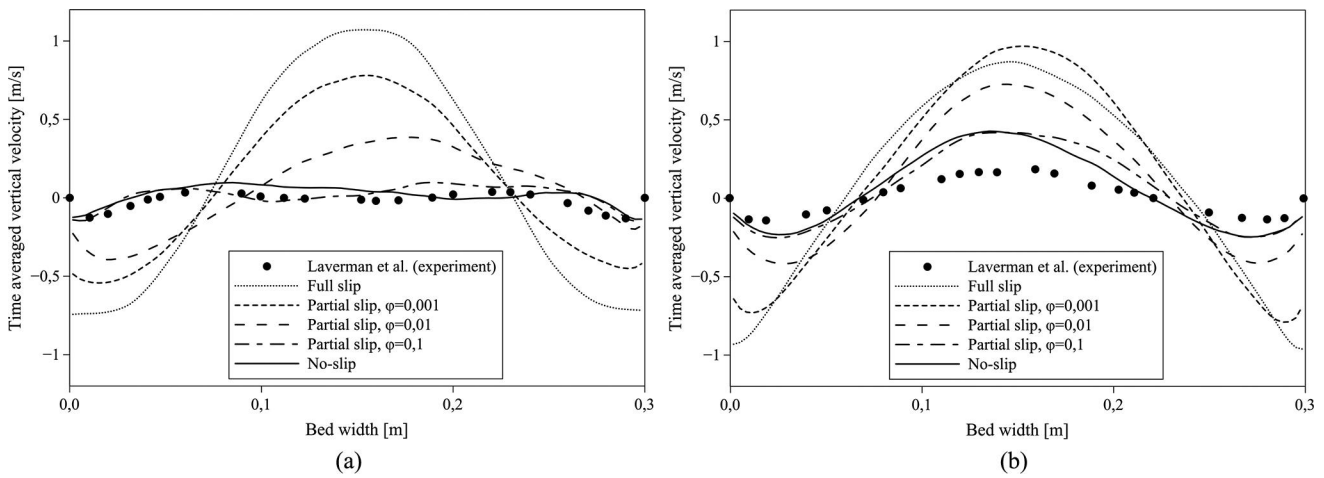 Time averaged vertical velocity [m/s]
1
0,5
0
−0,5
−1
Laverman et al. (experiment)
Full slip
Partial slip, φ=0,001
Partial slip, φ=0,01
Partial slip, φ=0,1
No-slip
0,0 0,1 0,2 0,3
Bed width [m]
(a)
Time averaged vertical velocity [m/s]
1
0,5
0
−0,5
−1
Laverman et al. (experiment)
Full slip
Partial slip, φ=0,001
Partial slip, φ=0,01
Partial slip, φ=0,1
No-slip
0,0 0,1 0,2 0,3
Bed width [m]
(b)